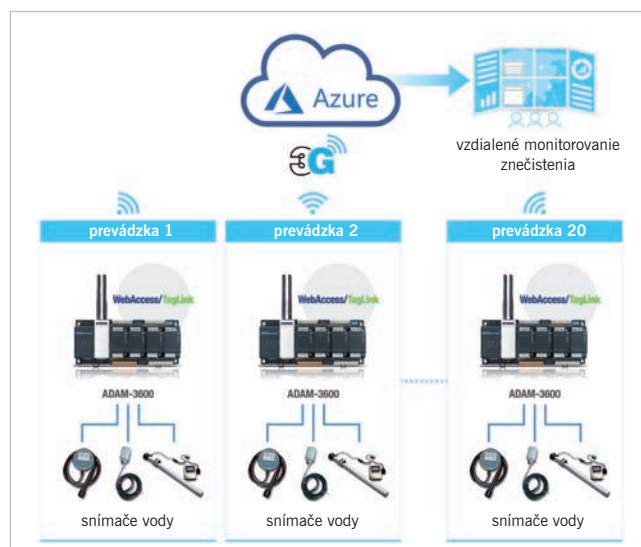 Azure
3G
vzdialené monitorovanie
znečistenia
prevádzka 1
prevádzka 2
prevádzka 20
WebAccess/TagLink
WebAccess/TagLink
WebAccess/TagLink
ADAM-3600
ADAM-3600
ADAM-3600
snímače vody
snímače vody
snímače vody